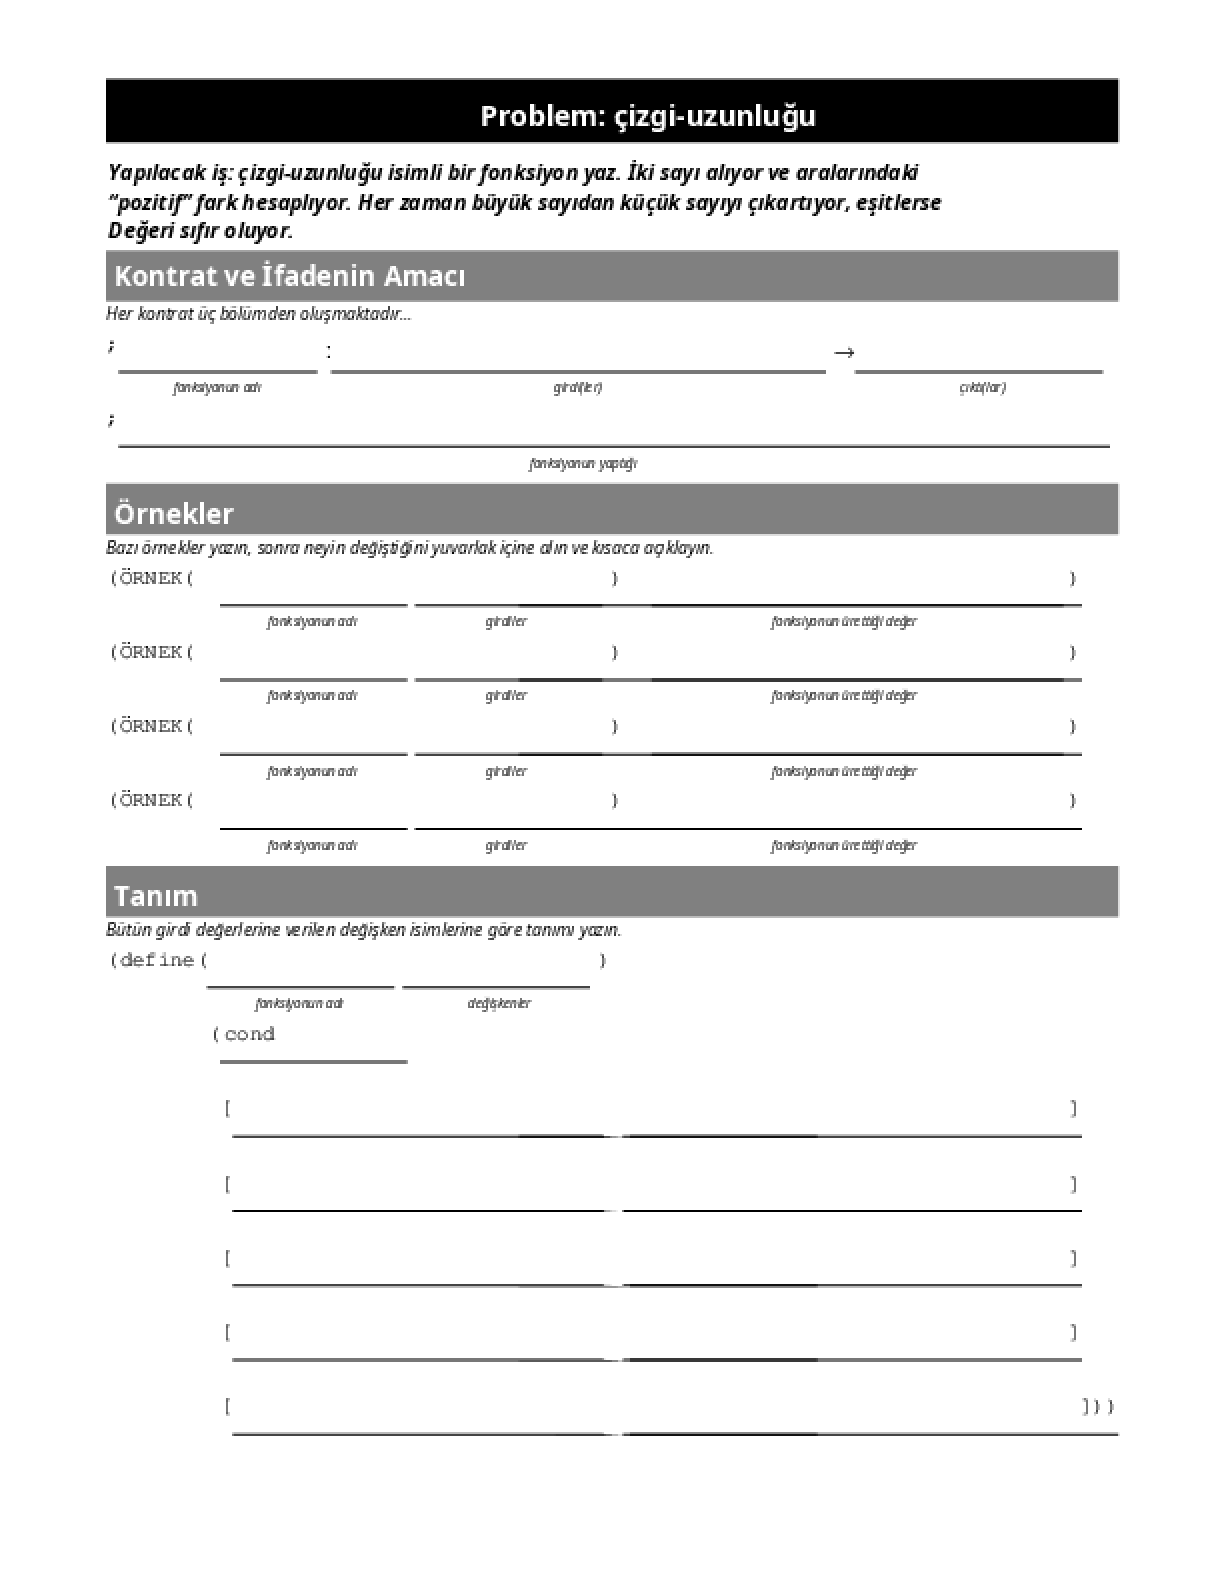 Problem: çizgi-uzunluğu
Yapılacak iş: çizgi-uzunluğu isimli bir fonksiyon yaz. İki sayı alıyor ve aralarındaki
“pozitif” fark hesaplıyor. Her zaman büyük sayıdan küçük sayıyı çıkartıyor, eşitlerse
Değeri sıfır oluyor.
Kontrat ve İfadenin Amacı
Her kontrat üç bölümden oluşmaktadır...
; : →
fonksiyonun adı girdi(ler) çıktı(lar)
;
fonksiyonun yaptığı
Örnekler
Bazı örnekler yazın, sonra neyin değiştiğini yuvarlak içine alın ve kısaca açıklayın.
(ÖRNEK( ) )
fonksiyonun adı girdiler fonksiyonun ürettiği değer
(ÖRNEK( ) )
fonksiyonun adı girdiler fonksiyonun ürettiği değer
(ÖRNEK( ) )
fonksiyonun adı girdiler fonksiyonun ürettiği değer
(ÖRNEK( ) )
fonksiyonun adı girdiler fonksiyonun ürettiği değer
Tanım
Bütün girdi değerlerine verilen değişken isimlerine göre tanımı yazın.
(define( )
fonksiyonun adı değişkenler
(cond
[ ]
[ ]
[ ]
[ ]
[ ]))